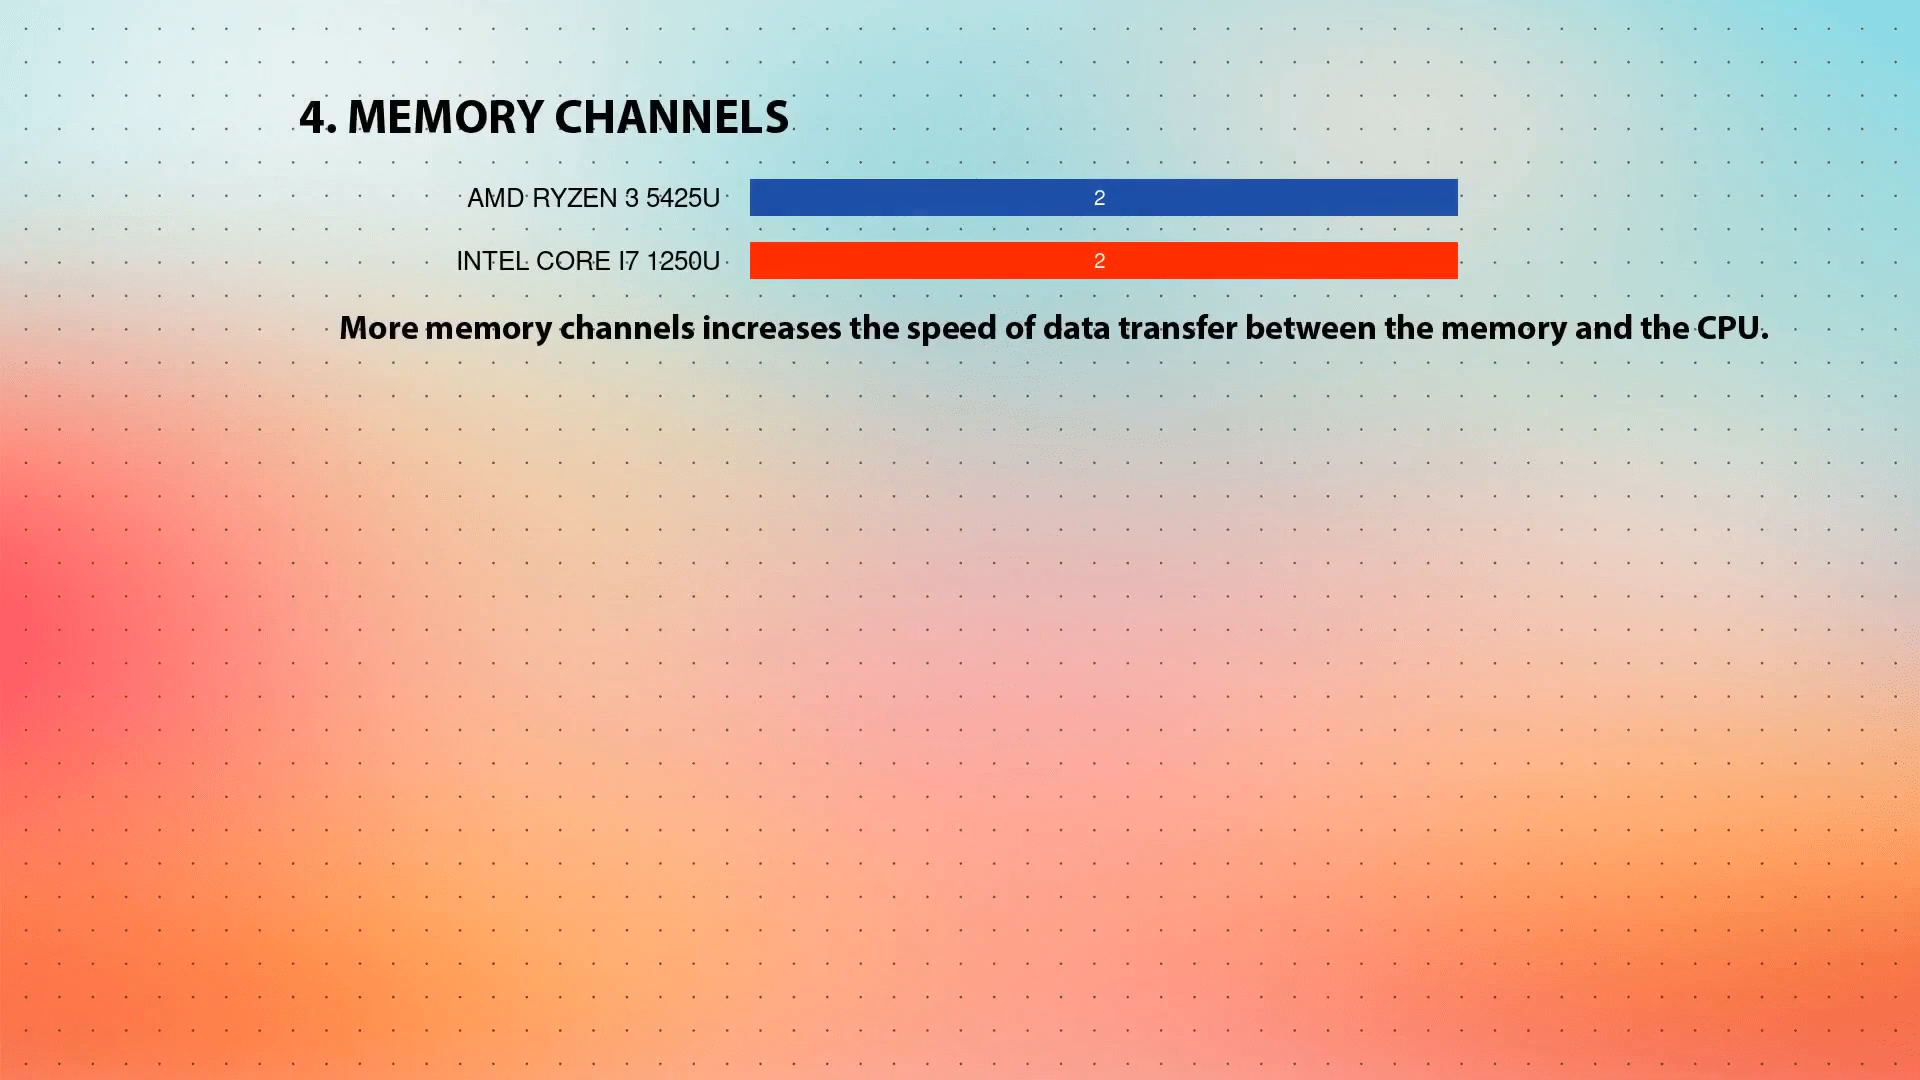 4. MEMORY CHANNELS
AMD RYZEN 3 5425U 2
INTEL CORE I7 1250U 2
More memory channels increases the speed of data transfer between the memory and the CPU.